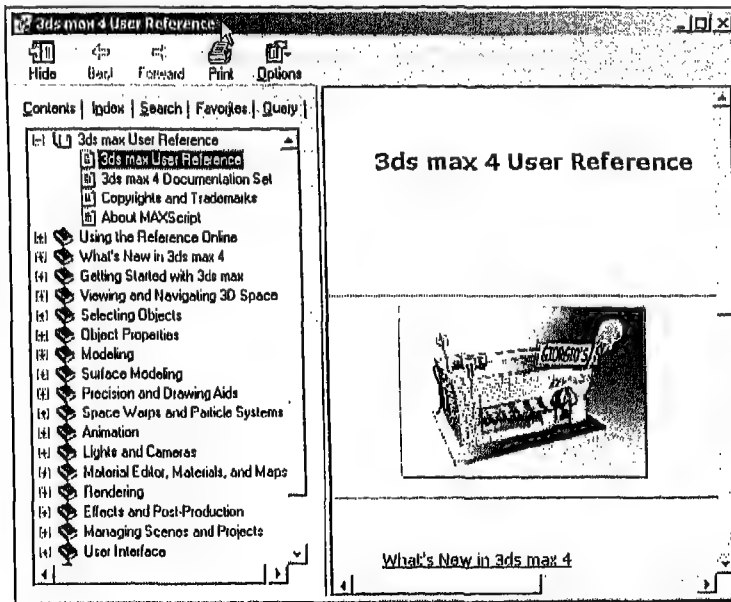 3ds max 4 User Reference
Hide Back Forward Print Options
Contents Index Search Favorites Query
3ds max User Reference
3ds max User Reference
3ds max 4 Documentation Set
Copyrights and Trademarks
About MAXScript
Using the Reference Online
What's New in 3ds max 4
Getting Started with 3ds max
Viewing and Navigating 3D Space
Selecting Objects
Object Properties
Modeling
Surface Modeling
Precision and Drawing Aids
Space Warps and Particle Systems
Animation
Lights and Cameras
Material Editor, Materials, and Maps
Rendering
Effects and Post-Production
Managing Scenes and Projects
User Interface
3ds max 4 User Reference
GIORGIO'S
What's New in 3ds max 4